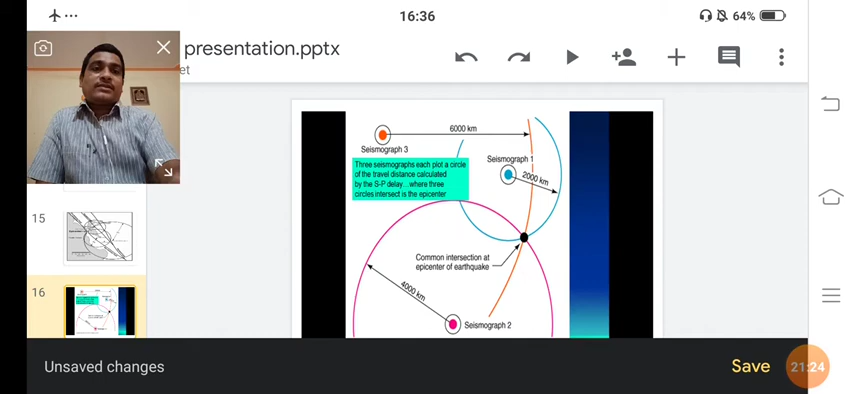 16:36
64%
presentation.pptx
et
6000 km
Seismograph 3
Seismograph 1
Three seismographs each plot a circle
of the travel distance calculated
by the S-P delay... where three
circles intersect is the epicenter
2000 km
15
Common intersection at
epicenter of earthquake
16
4000 km
Seismograph 2
Unsaved changes
Save
21:24